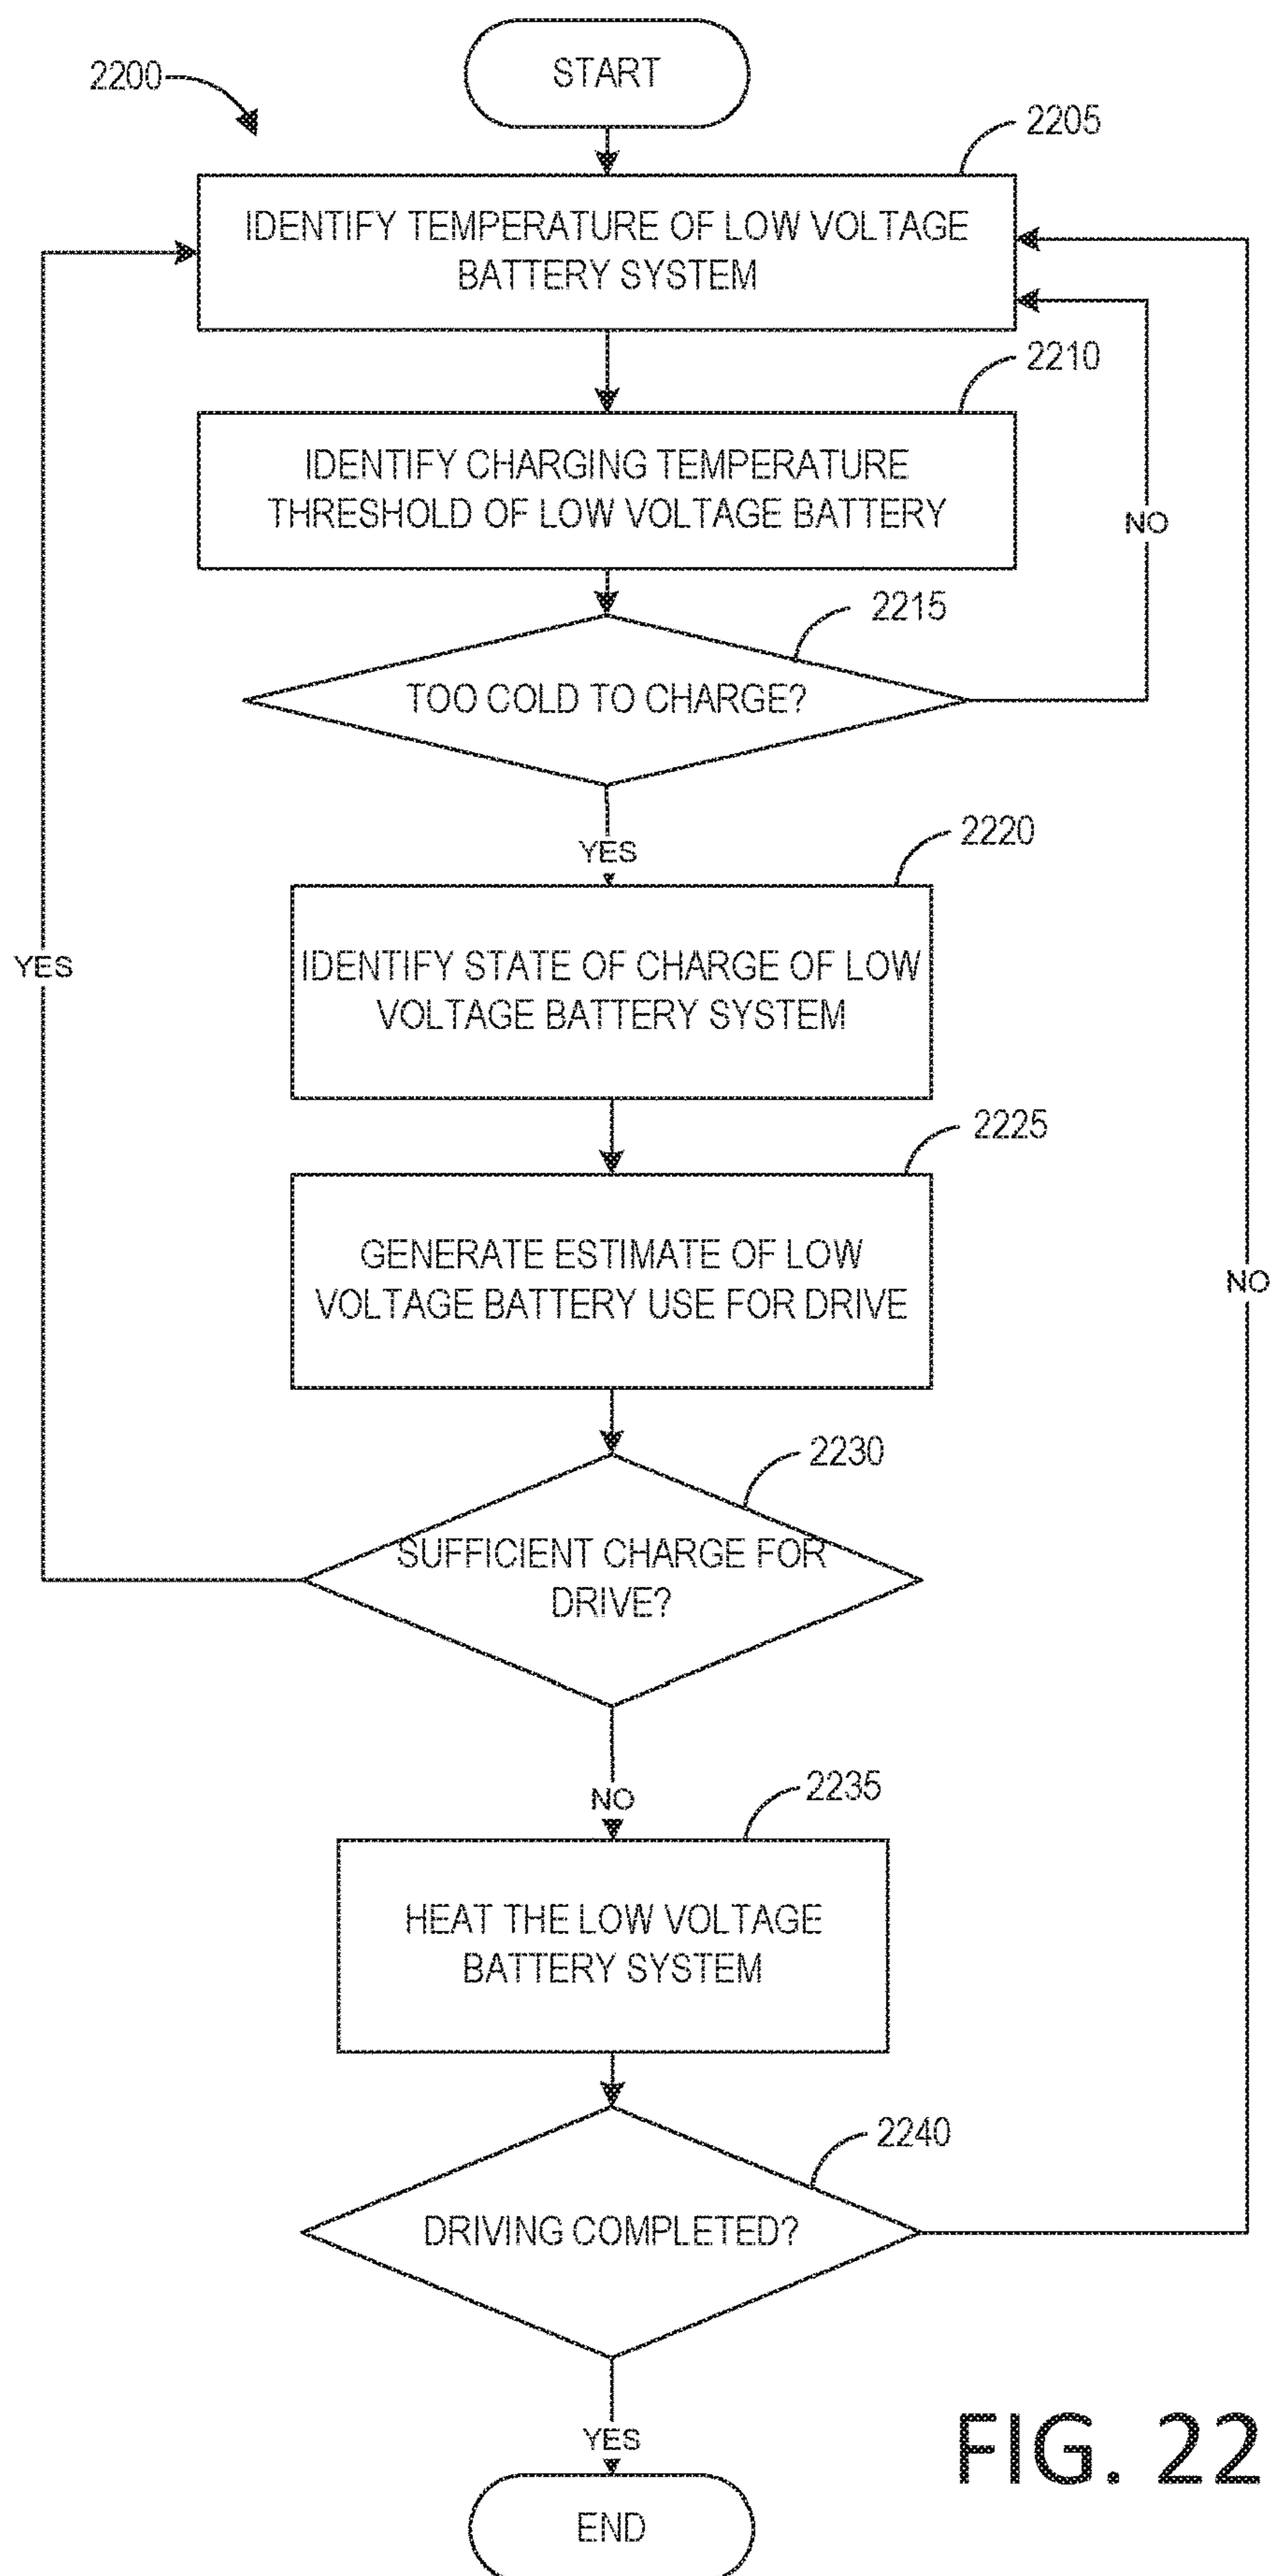 START
2200
2205
IDENTIFY TEMPERATURE OF LOW VOLTAGE
BATTERY SYSTEM
2210
IDENTIFY CHARGING TEMPERATURE
THRESHOLD OF LOW VOLTAGE BATTERY
NO
2215
TOO COLD TO CHARGE?
YES
2220
IDENTIFY STATE OF CHARGE OF LOW
VOLTAGE BATTERY SYSTEM
YES
2225
GENERATE ESTIMATE OF LOW
VOLTAGE BATTERY USE FOR DRIVE
NO
2230
SUFFICIENT CHARGE FOR
DRIVE?
NO
2235
HEAT THE LOW VOLTAGE
BATTERY SYSTEM
2240
DRIVING COMPLETED?
YES
END
FIG. 22